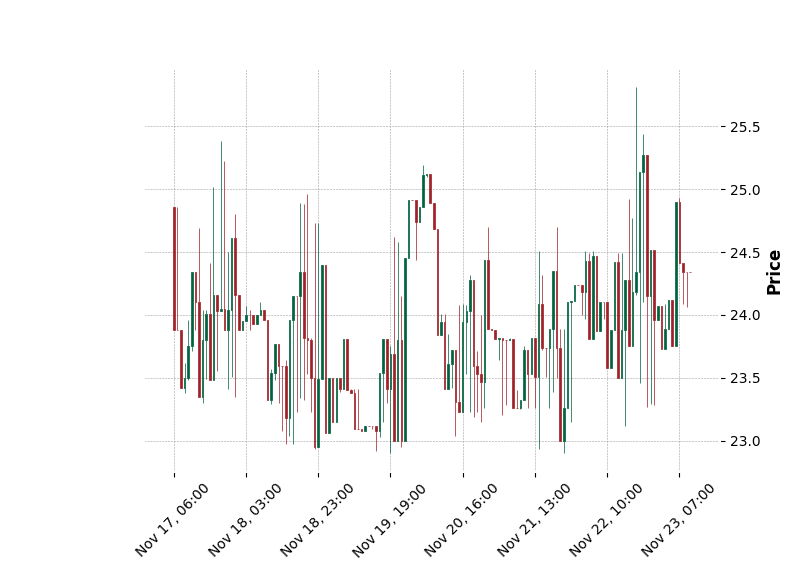 25.5
25.0
24.5
24.0
23.5
23.0
Price
Nov 17, 06:00
Nov 18, 03:00
Nov 18, 23:00
Nov 19, 19:00
Nov 20, 16:00
Nov 21, 13:00
Nov 22, 10:00
Nov 23, 07:00